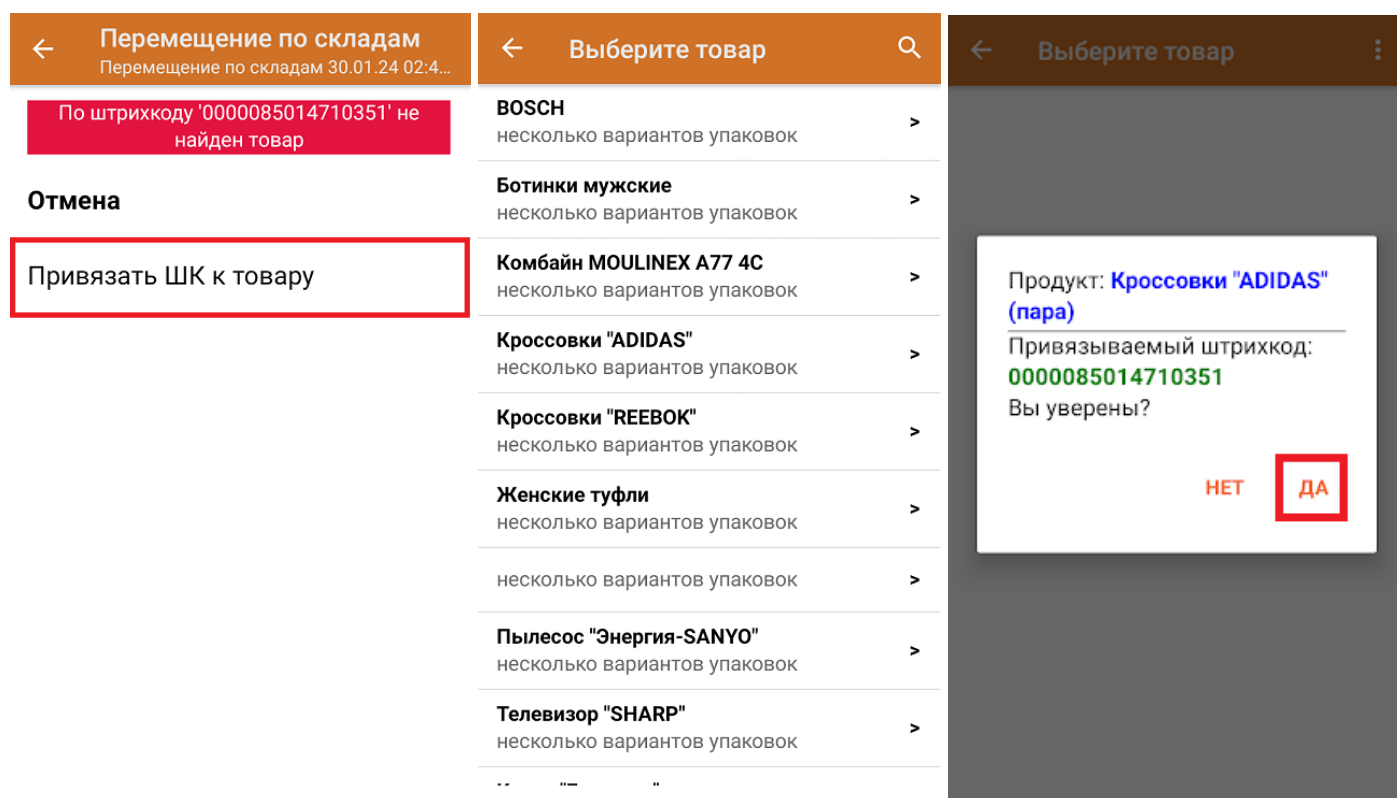 Перемещение по складам
Перемещение по складам 30.01.24 02:4...
По штрихкоду '0000085014710351' не
найден товар
Отмена
Привязать ШК к товару
Выберите товар
BOSCH
несколько вариантов упаковок
>
Ботинки мужские
несколько вариантов упаковок
>
Комбайн MOULINEX A77 4C
несколько вариантов упаковок
>
Кроссовки "ADIDAS"
несколько вариантов упаковок
>
Кроссовки "REEBOK"
несколько вариантов упаковок
>
Женские туфли
несколько вариантов упаковок
>
несколько вариантов упаковок
>
Пылесос "Энергия-SANYO"
несколько вариантов упаковок
>
Телевизор "SHARP"
несколько вариантов упаковок
>
Выберите товар
Продукт: Кроссовки "ADIDAS"
(пара)
Привязываемый штрихкод:
0000085014710351
Вы уверены?
НЕТ ДА